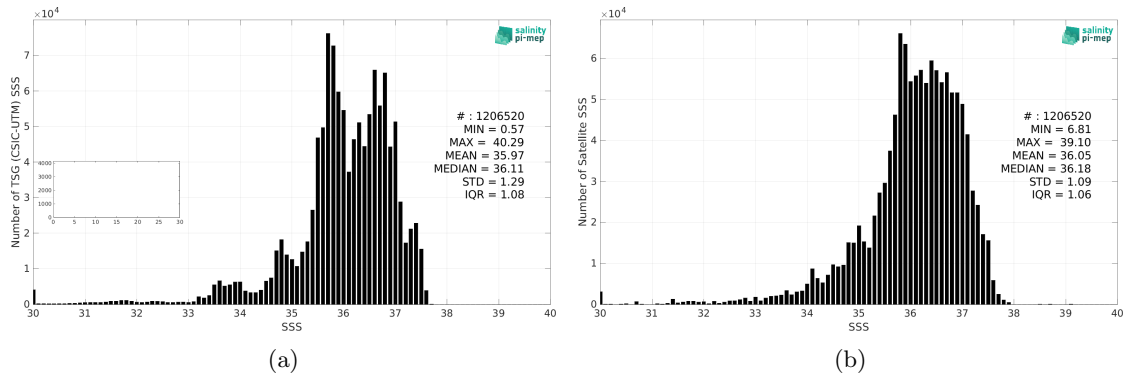 ×10⁴
8
7
6
5
4
3
2
1
0
Number of TSG (CSIC-UTM) SSS
salinity
pi-mep
# : 1206520
MIN = 0.57
MAX = 40.29
MEAN = 35.97
MEDIAN = 36.11
STD = 1.29
IQR = 1.08
4000
3000
2000
1000
0
0 5 10 15 20 25 30
30 31 32 33 34 35 36 37 38 39 40
SSS
(a)
×10⁴
6
5
4
3
2
1
0
Number of Satellite SSS
salinity
pi-mep
# : 1206520
MIN = 6.81
MAX = 39.10
MEAN = 36.05
MEDIAN = 36.18
STD = 1.09
IQR = 1.06
30 31 32 33 34 35 36 37 38 39 40
SSS
(b)